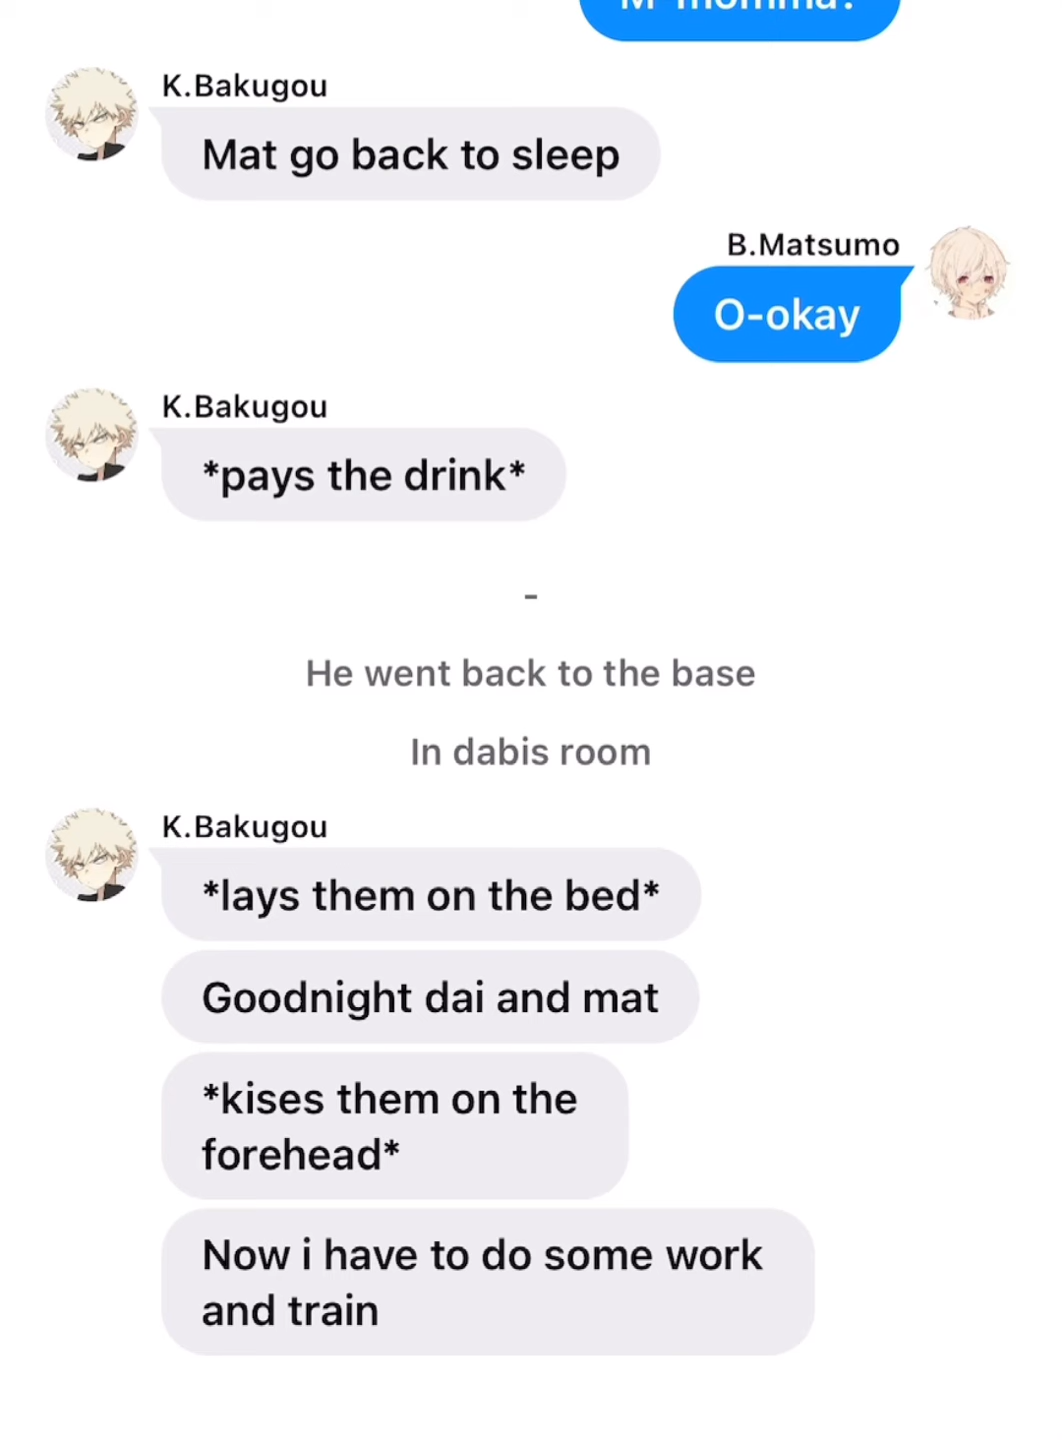 M-momma?
K.Bakugou
Mat go back to sleep
B.Matsumo
O-okay
K.Bakugou
*pays the drink*
-
He went back to the base
In dabis room
K.Bakugou
*lays them on the bed*
Goodnight dai and mat
*kises them on the
forehead*
Now i have to do some work
and train